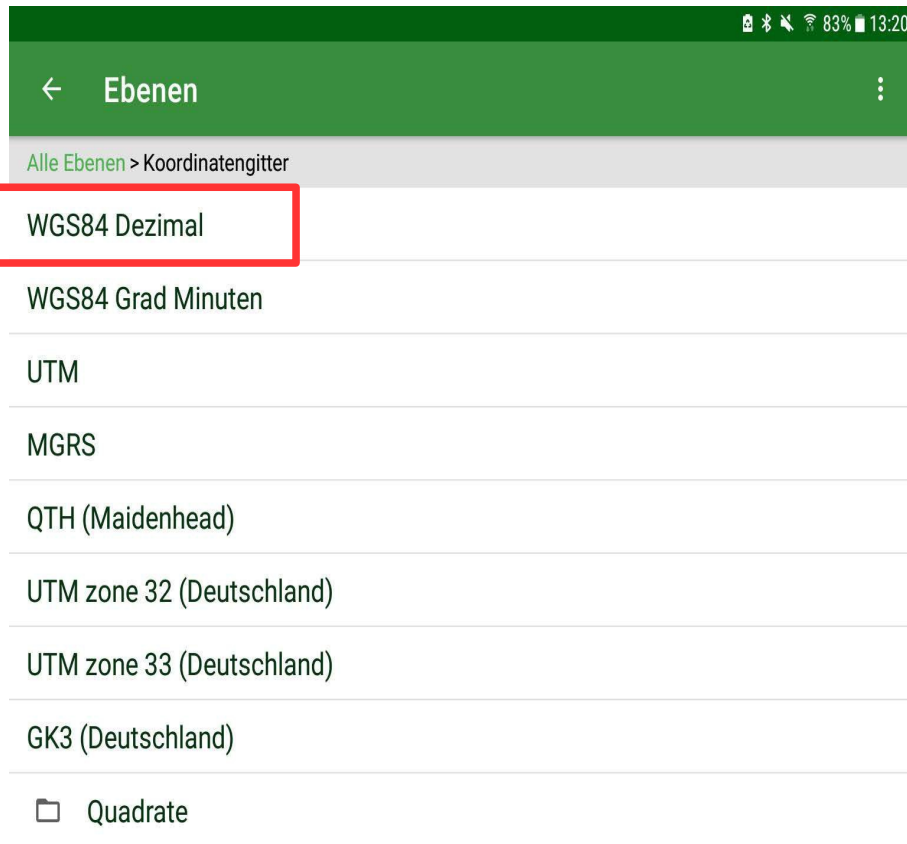 83% 13:20
Ebenen
Alle Ebenen > Koordinatengitter
WGS84 Dezimal
WGS84 Grad Minuten
UTM
MGRS
QTH (Maidenhead)
UTM zone 32 (Deutschland)
UTM zone 33 (Deutschland)
GK3 (Deutschland)
Quadrate